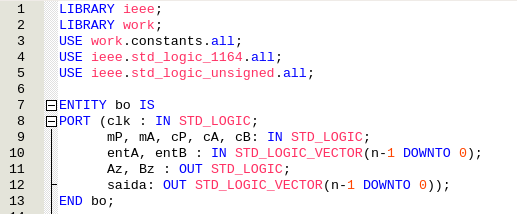 1 LIBRARY ieee;
2 LIBRARY work;
3 USE work.constants.all;
4 USE ieee.std_logic_1164.all;
5 USE ieee.std_logic_unsigned.all;
6
7 ENTITY bo IS
8 PORT (clk : IN STD_LOGIC;
9 mP, mA, cP, cA, cB: IN STD_LOGIC;
10 entA, entB : IN STD_LOGIC_VECTOR(n-1 DOWNTO 0);
11 Az, Bz : OUT STD_LOGIC;
12 saida: OUT STD_LOGIC_VECTOR(n-1 DOWNTO 0));
13 END bo;